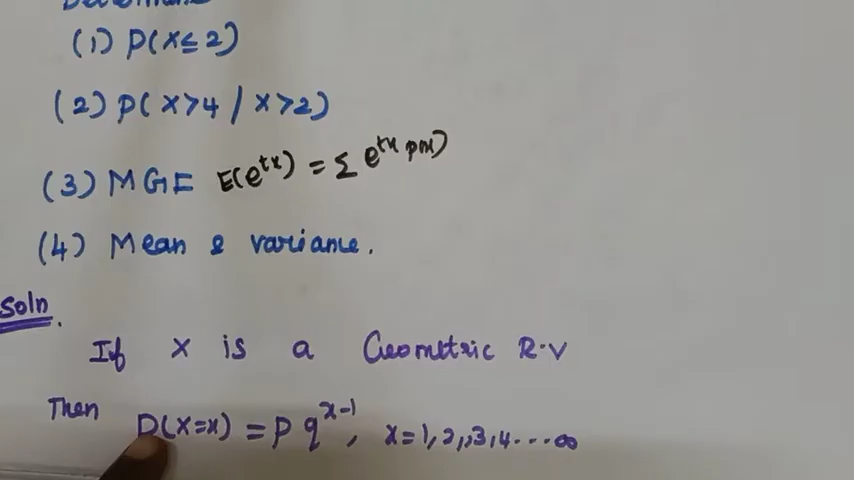 Determine
(1) P(X≤2)
(2) P(X>4 / X>2)
(3) MGF E(e^tx) = Σ e^tx p(x)
(4) Mean & variance.
Soln.
If X is a Geometric R.V
Then P(X=x) = p q^x-1, x=1,2,,3,4....∞